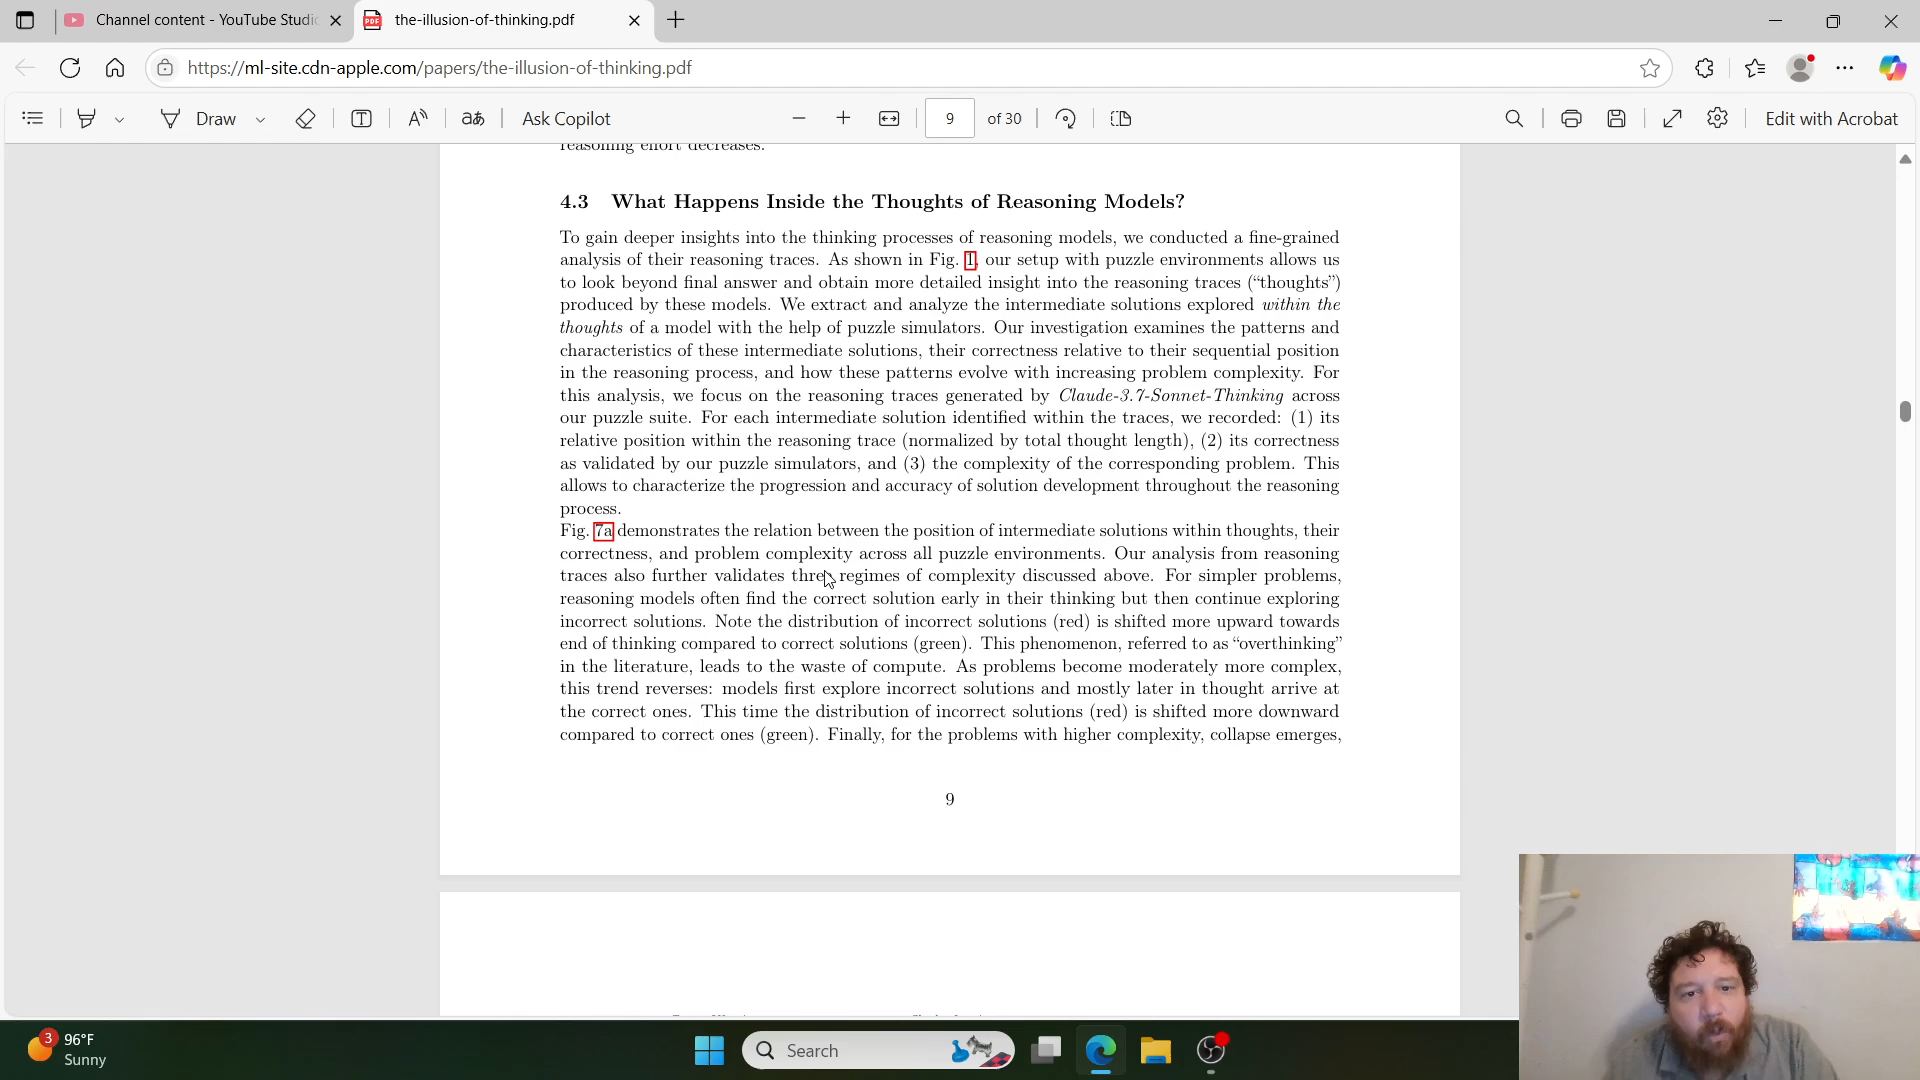 Channel content - YouTube Studi
the-illusion-of-thinking.pdf
https://ml-site.cdn-apple.com/papers/the-illusion-of-thinking.pdf
Draw
T
A
aあ
Ask Copilot
9
of 30
Edit with Acrobat
reasoning effort decreases.
4.3 What Happens Inside the Thoughts of Reasoning Models?
To gain deeper insights into the thinking processes of reasoning models, we conducted a fine-grained
analysis of their reasoning traces. As shown in Fig. 1, our setup with puzzle environments allows us
to look beyond final answer and obtain more detailed insight into the reasoning traces (“thoughts”)
produced by these models. We extract and analyze the intermediate solutions explored within the
thoughts of a model with the help of puzzle simulators. Our investigation examines the patterns and
characteristics of these intermediate solutions, their correctness relative to their sequential position
in the reasoning process, and how these patterns evolve with increasing problem complexity. For
this analysis, we focus on the reasoning traces generated by Claude-3.7-Sonnet-Thinking across
our puzzle suite. For each intermediate solution identified within the traces, we recorded: (1) its
relative position within the reasoning trace (normalized by total thought length), (2) its correctness
as validated by our puzzle simulators, and (3) the complexity of the corresponding problem. This
allows to characterize the progression and accuracy of solution development throughout the reasoning
process.
Fig. 7a demonstrates the relation between the position of intermediate solutions within thoughts, their
correctness, and problem complexity across all puzzle environments. Our analysis from reasoning
traces also further validates three regimes of complexity discussed above. For simpler problems,
reasoning models often find the correct solution early in their thinking but then continue exploring
incorrect solutions. Note the distribution of incorrect solutions (red) is shifted more upward towards
end of thinking compared to correct solutions (green). This phenomenon, referred to as “overthinking”
in the literature, leads to the waste of compute. As problems become moderately more complex,
this trend reverses: models first explore incorrect solutions and mostly later in thought arrive at
the correct ones. This time the distribution of incorrect solutions (red) is shifted more downward
compared to correct ones (green). Finally, for the problems with higher complexity, collapse emerges,
9
3
96°F
Sunny
Search